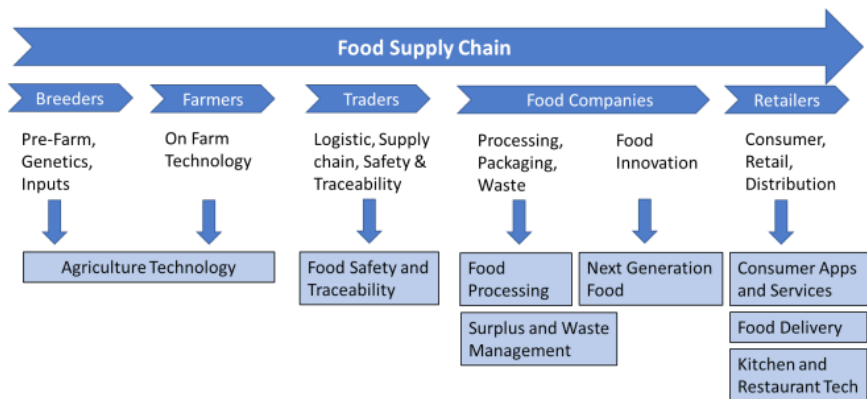 Food Supply Chain
Breeders
Farmers
Traders
Food Companies
Retailers
Pre-Farm,
Genetics,
Inputs
On Farm
Technology
Logistic, Supply
chain, Safety &
Traceability
Processing,
Packaging,
Waste
Food
Innovation
Consumer,
Retail,
Distribution
Agriculture Technology
Food Safety and
Traceability
Food
Processing
Next Generation
Food
Consumer Apps
and Services
Surplus and Waste
Management
Food Delivery
Kitchen and
Restaurant Tech